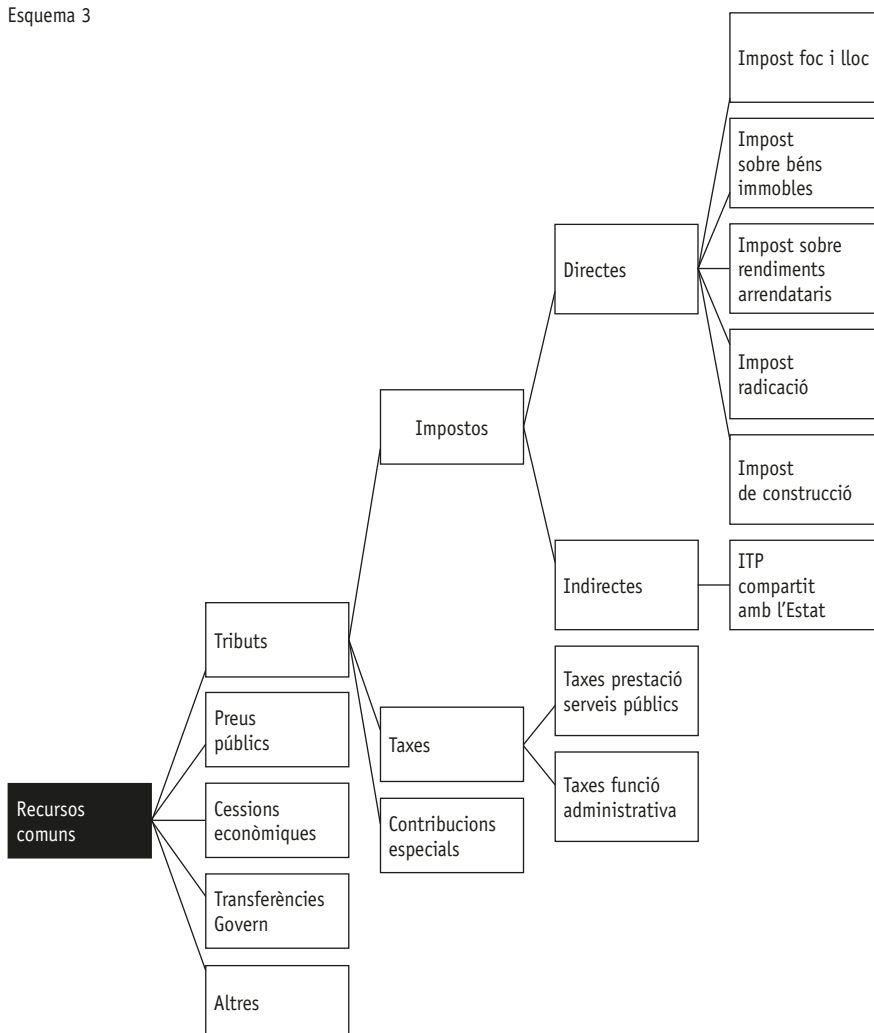 Esquema 3
Impost foc i lloc
Impost
sobre béns
immobles
Impost sobre
rendiments
arrendataris
Impost
radicació
Impost
de construcció
Directes
Impostos
Indirectes
ITP
compartit
amb l'Estat
Tributs
Taxes prestació
serveis públics
Preus
públics
Taxes
Taxes funció
administrativa
Recursos
comuns
Cessions
econòmiques
Contribucions
especials
Transferències
Govern
Altres